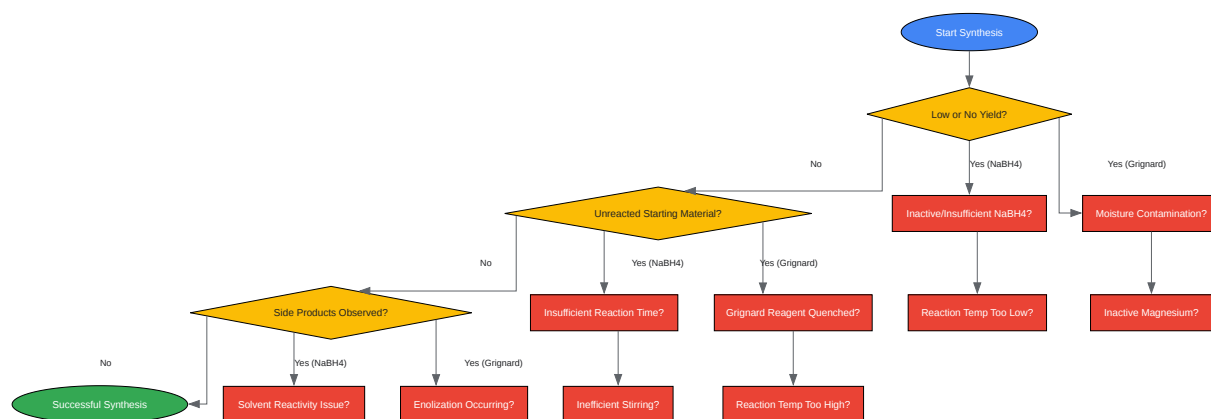 Start Synthesis
Low or No Yield?
No
Yes (NaBH4)
Yes (Grignard)
Unreacted Starting Material?
Inactive/Insufficient NaBH4?
Moisture Contamination?
No
Yes (NaBH4)
Yes (Grignard)
Side Products Observed?
Insufficient Reaction Time?
Grignard Reagent Quenched?
Reaction Temp Too Low?
Inactive Magnesium?
No
Yes (NaBH4)
Yes (Grignard)
Successful Synthesis
Solvent Reactivity Issue?
Enolization Occurring?
Inefficient Stirring?
Reaction Temp Too High?